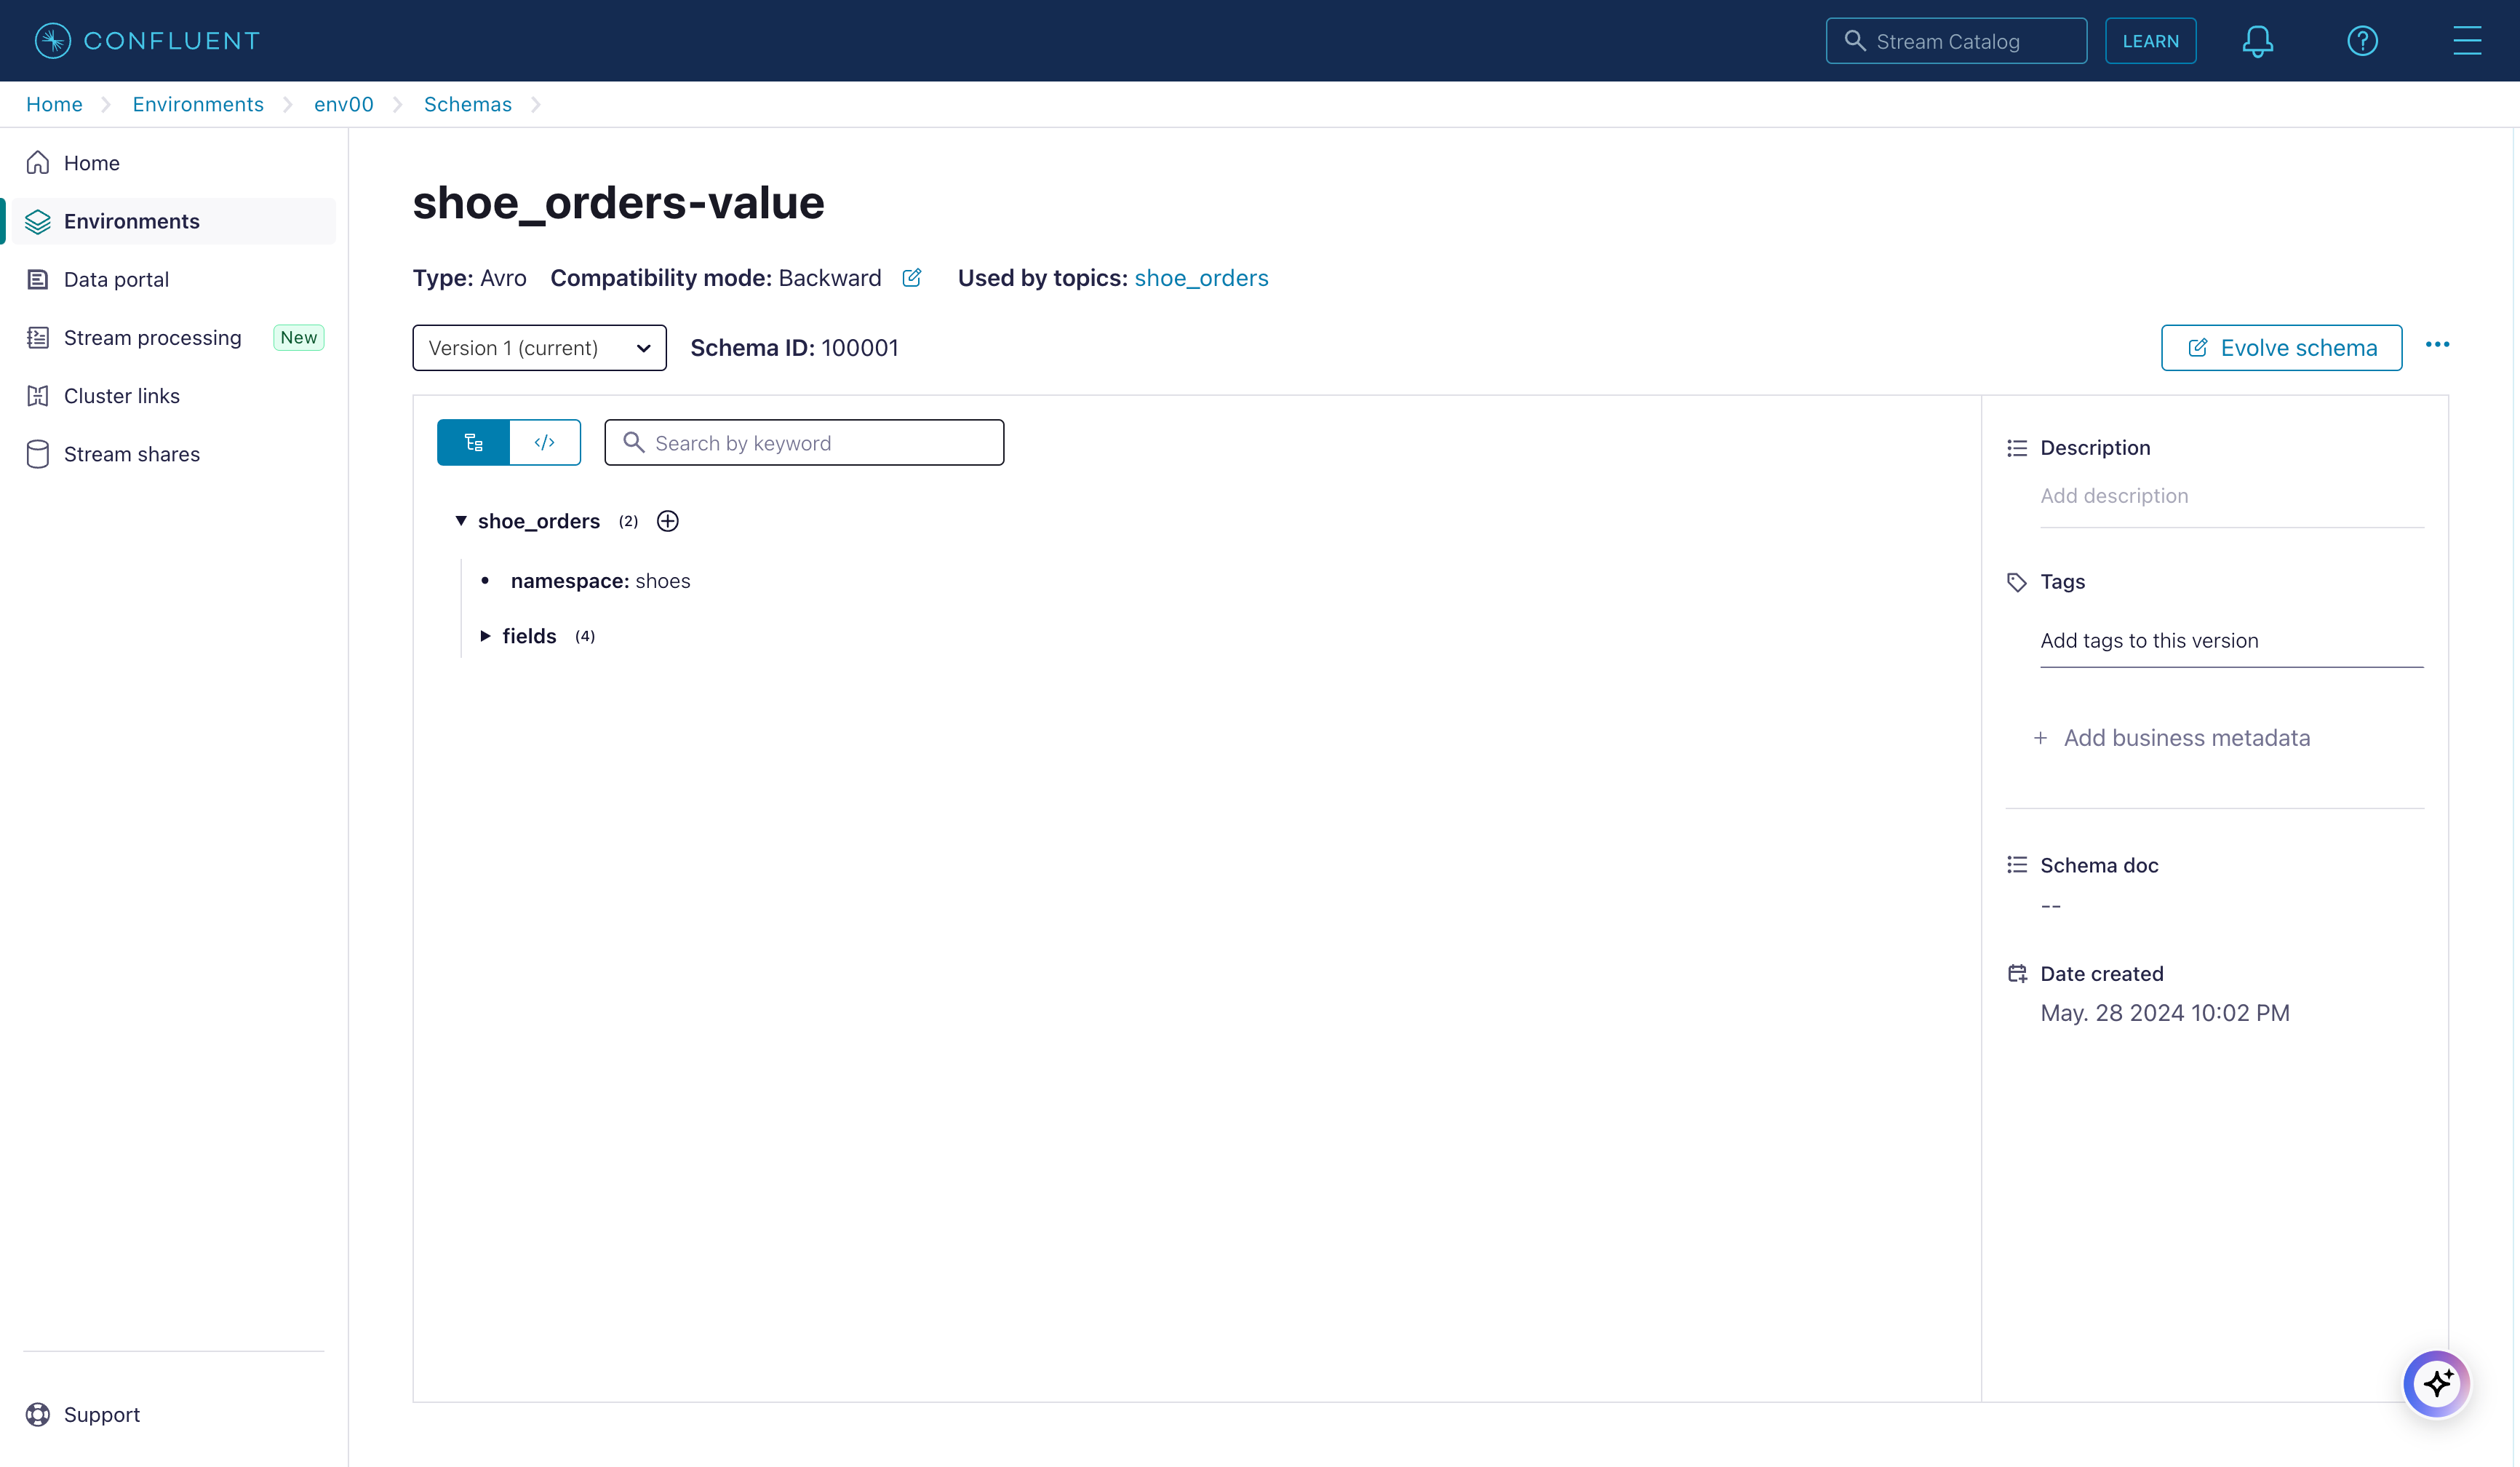 CONFLUENT
Stream Catalog
LEARN
Home
Environments
env00
Schemas
Home
Environments
Data portal
Stream processing New
Cluster links
Stream shares
Support
shoe_orders-value
Type: Avro Compatibility mode: Backward Used by topics: shoe_orders
Version 1 (current) Schema ID: 100001
Evolve schema
</>
Search by keyword
shoe_orders (2)
namespace: shoes
fields (4)
Description
Add description
Tags
Add tags to this version
+ Add business metadata
Schema doc
--
Date created
May. 28 2024 10:02 PM